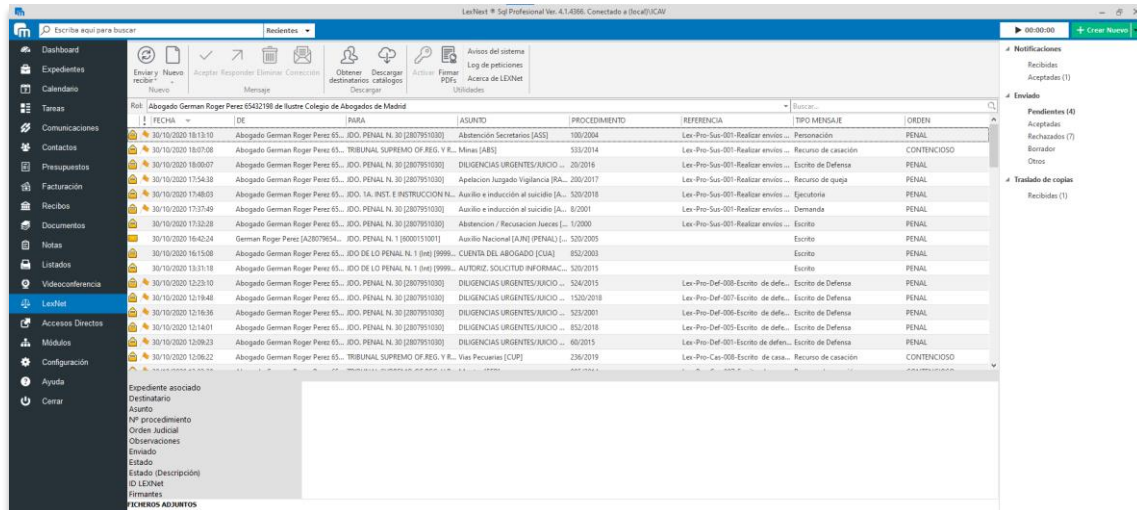 LexNext ® Sql Profesional Ver. 4.1.4366. Conectado a (local)\ICAV
Escriba aquí para buscar Recientes 00:00:00 + Crear Nuevo
Dashboard
Expedientes
Calendario
Tareas
Comunicaciones
Contactos
Presupuestos
Facturación
Recibos
Documentos
Notas
Listados
Videoconferencia
LexNet
Accesos Directos
Módulos
Configuración
Ayuda
Cerrar
Enviar y recibir Nuevo Aceptar Responder Eliminar Corrección Obtener destinatarios Descargar catálogos Activar Firmar PDFs
Avisos del sistema
Log de peticiones
Acerca de LEXNet
Nuevo Mensaje Descargar Utilidades
Rol: Abogado German Roger Perez 65432198 de Ilustre Colegio de Abogados de Madrid Buscar...
! FECHA DE PARA ASUNTO PROCEDIMIENTO REFERENCIA TIPO MENSAJE ORDEN
30/10/2020 18:13:10 Abogado German Roger Perez 65... JDO. PENAL N. 30 [2807951030] Abstención Secretarios [ASS] 100/2004 Lex-Pro-Sus-001-Realizar envíos ... Personación PENAL
30/10/2020 18:07:08 Abogado German Roger Perez 65... TRIBUNAL SUPREMO OF.REG. Y R... Minas [ABS] 533/2014 Lex-Pro-Sus-001-Realizar envíos ... Recurso de casación CONTENCIOSO
30/10/2020 18:00:07 Abogado German Roger Perez 65... JDO. PENAL N. 30 [2807951030] DILIGENCIAS URGENTES/JUICIO ... 20/2016 Lex-Pro-Sus-001-Realizar envíos ... Escrito de Defensa PENAL
30/10/2020 17:54:38 Abogado German Roger Perez 65... JDO. PENAL N. 30 [2807951030] Apelacion Juzgado Vigilancia [RA... 200/2017 Lex-Pro-Sus-001-Realizar envíos ... Recurso de queja PENAL
30/10/2020 17:48:03 Abogado German Roger Perez 65... JDO. 1A. INST. E INSTRUCCION N... Auxilio e inducción al suicidio [A... 520/2018 Lex-Pro-Sus-001-Realizar envíos ... Ejecutoria PENAL
30/10/2020 17:37:49 Abogado German Roger Perez 65... JDO. PENAL N. 30 [2807951030] Auxilio e inducción al suicidio [A... 8/2001 Lex-Pro-Sus-001-Realizar envíos ... Demanda PENAL
30/10/2020 17:32:28 Abogado German Roger Perez 65... JDO. PENAL N. 30 [2807951030] Abstencion / Recusacion Jueces [... 1/2000 Lex-Pro-Sus-001-Realizar envíos ... Escrito PENAL
30/10/2020 16:42:24 German Roger Perez [A28079654... JDO. PENAL N. 1 [6000151001] Auxilio Nacional [AJN] (PENAL) [... 520/2005 Escrito PENAL
30/10/2020 16:15:08 Abogado German Roger Perez 65... JDO DE LO PENAL N. 1 (Int) [9999... CUENTA DEL ABOGADO [CUA] 852/2003 Escrito PENAL
30/10/2020 13:31:18 Abogado German Roger Perez 65... JDO DE LO PENAL N. 1 (Int) [9999... AUTORIZ. SOLICITUD INFORMAC... 520/2015 Escrito PENAL
30/10/2020 12:23:10 Abogado German Roger Perez 65... JDO. PENAL N. 30 [2807951030] DILIGENCIAS URGENTES/JUICIO ... 524/2015 Lex-Pro-Def-008-Escrito de defe... Escrito de Defensa PENAL
30/10/2020 12:19:48 Abogado German Roger Perez 65... JDO. PENAL N. 30 [2807951030] DILIGENCIAS URGENTES/JUICIO ... 1520/2018 Lex-Pro-Def-007-Escrito de defe... Escrito de Defensa PENAL
30/10/2020 12:16:36 Abogado German Roger Perez 65... JDO. PENAL N. 30 [2807951030] DILIGENCIAS URGENTES/JUICIO ... 523/2001 Lex-Pro-Def-006-Escrito de defe... Escrito de Defensa PENAL
30/10/2020 12:14:01 Abogado German Roger Perez 65... JDO. PENAL N. 30 [2807951030] DILIGENCIAS URGENTES/JUICIO ... 852/2018 Lex-Pro-Def-005-Escrito de defe... Escrito de Defensa PENAL
30/10/2020 12:09:23 Abogado German Roger Perez 65... JDO. PENAL N. 30 [2807951030] DILIGENCIAS URGENTES/JUICIO ... 60/2015 Lex-Pro-Def-001-Escrito de defen... Escrito de Defensa PENAL
30/10/2020 12:06:22 Abogado German Roger Perez 65... TRIBUNAL SUPREMO OF.REG. Y R... Vias Pecuarias [CUP] 236/2019 Lex-Pro-Cas-008-Escrito de casa... Recurso de casación CONTENCIOSO
Expediente asociado
Destinatario
Asunto
Nº procedimiento
Orden Judicial
Observaciones
Enviado
Estado
Estado (Descripción)
ID LEXNet
Firmantes
FICHEROS ADJUNTOS
Notificaciones
Recibidas
Aceptadas (1)
Enviado
Pendientes (4)
Aceptadas
Rechazados (7)
Borrador
Otros
Traslado de copias
Recibidas (1)